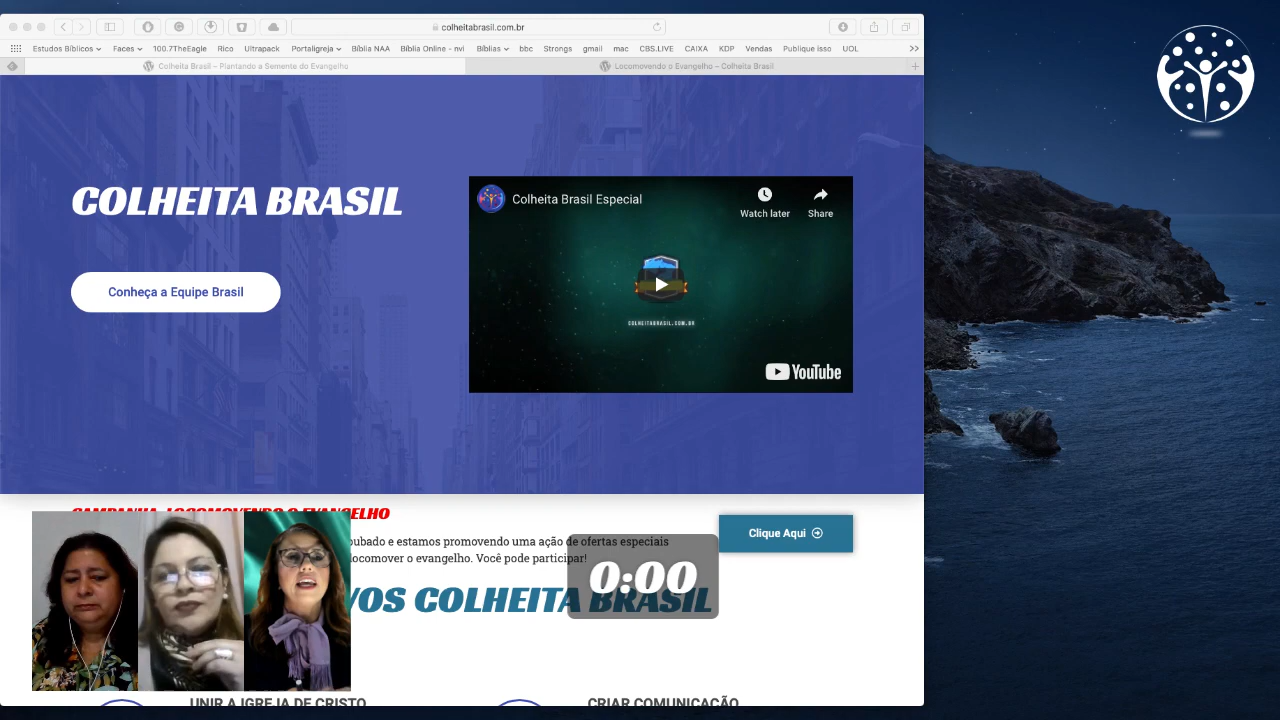 colheitabrasil.com.br
Estudos Bíblicos Faces 100.7TheEagle Rico Ultrapack Portaligreja Bíblia NAA Bíblia Online - nvi Bíblias bbc Strongs gmail mac CBS.LIVE CAIXA KDP Vendas Publique Isso UOL
Colheita Brasil – Plantando a Semente do Evangelho
Locomovendo o Evangelho – Colheita Brasil
COLHEITA BRASIL
Conheça a Equipe Brasil
Colheita Brasil Especial
Watch later
Share
COLHEITABRASIL.COM.BR
YouTube
CAMPANHA: LOCOMOVENDO O EVANGELHO
oubado e estamos promovendo uma ação de ofertas especiais
locomover o evangelho. Você pode participar!
Clique Aqui
0:00
VOS COLHEITA BRASIL
UNIR A IGREJA DE CRISTO
CRIAR COMUNICAÇÃO